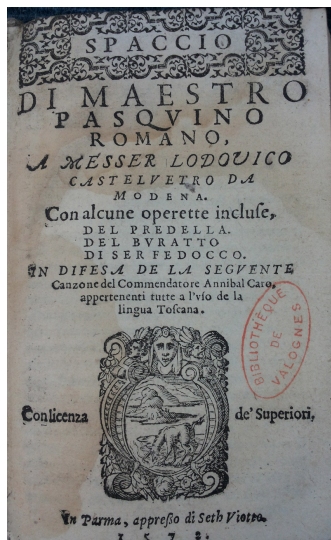 SPACCIO
DI MAESTRO
PASQVINO
ROMANO,
A MESSER LODOVICO
CASTELVETRO DA
MODENA.
Con alcune operette incluse,
DEL PREDELLA.
DEL BVRATTO
DI SER FEDOCCO.
IN DIFESA DE LA SEGVENTE
Canzone del Commendatore Annibal Caro,
appertenenti tutte a l'vso de la
lingua Toscana.
BIBLIOTHÈQUE
DE
VALOGNES
Con licenza de' Superiori,
In Parma, appresso di Seth Viotto.
1578.